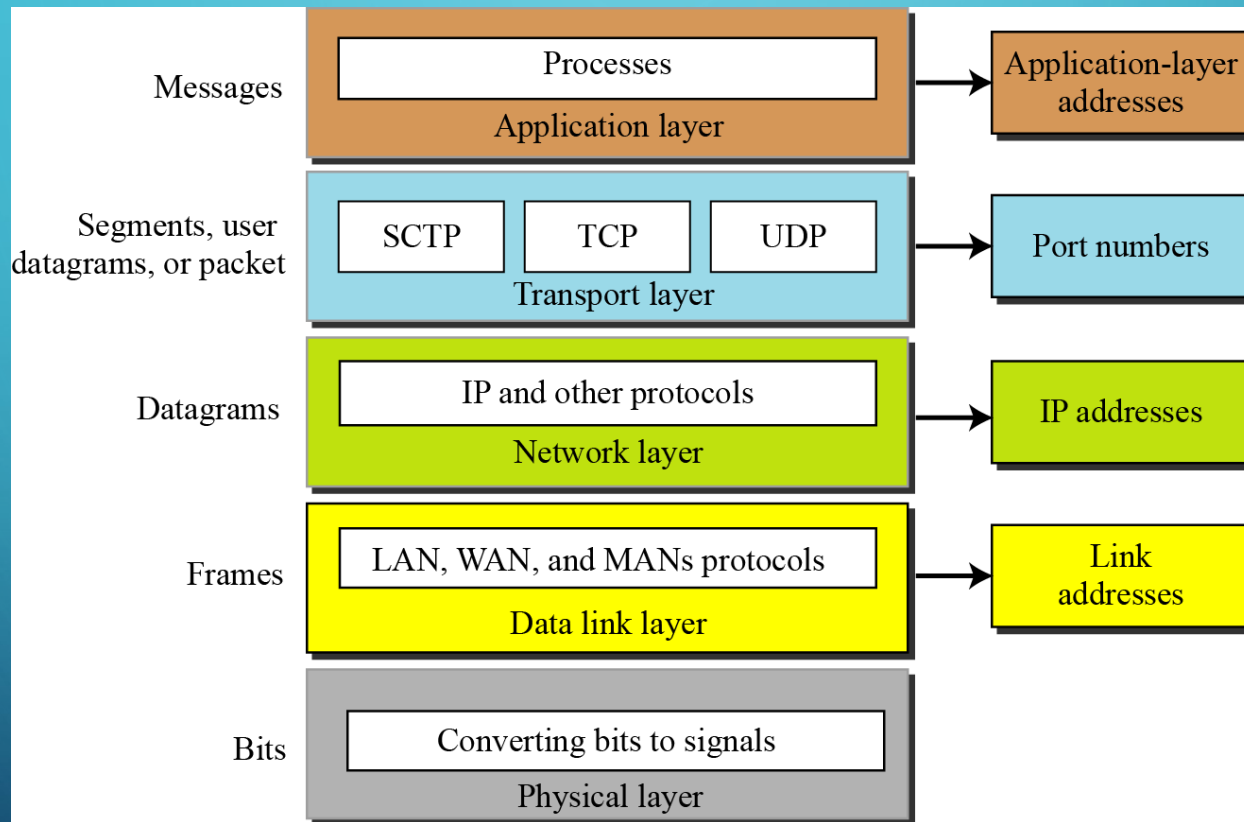 Messages
Processes
Application layer
Application-layer
addresses
Segments, user
datagrams, or packet
SCTP
TCP
UDP
Transport layer
Port numbers
Datagrams
IP and other protocols
Network layer
IP addresses
Frames
LAN, WAN, and MANs protocols
Data link layer
Link
addresses
Bits
Converting bits to signals
Physical layer